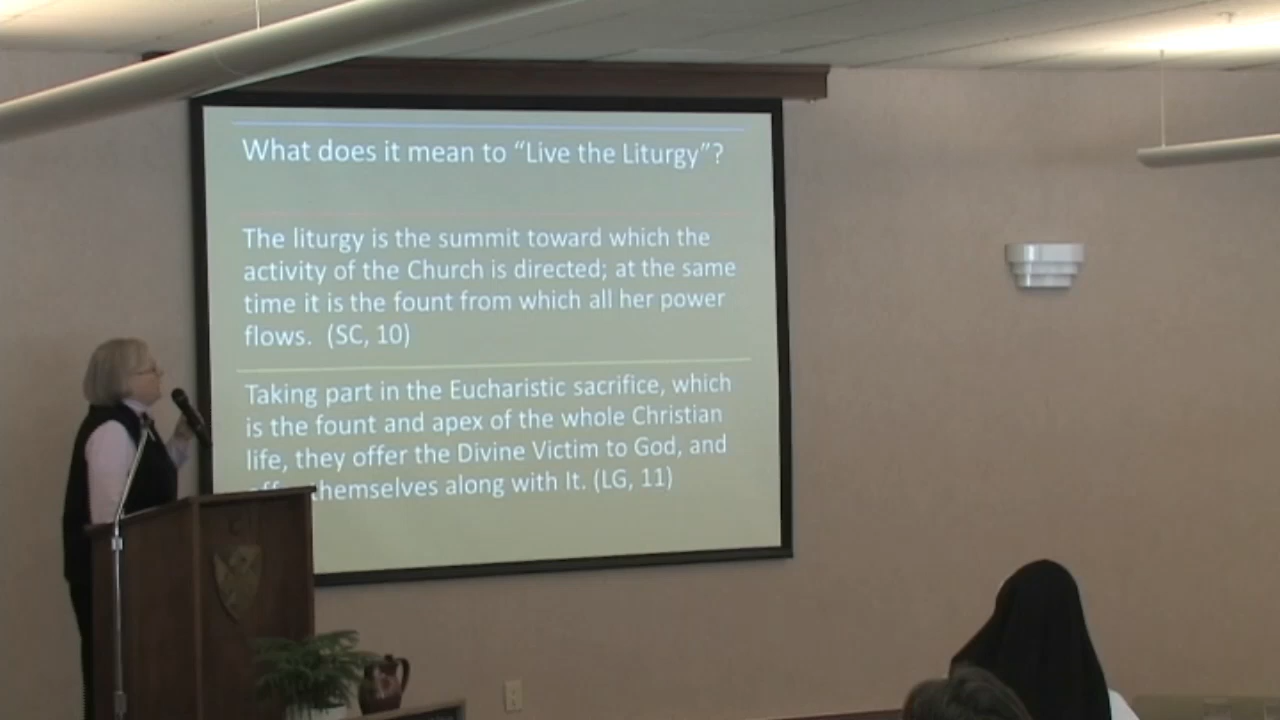 What does it mean to “Live the Liturgy”?
The liturgy is the summit toward which the
activity of the Church is directed; at the same
time it is the fount from which all her power
flows. (SC, 10)
Taking part in the Eucharistic sacrifice, which
is the fount and apex of the whole Christian
life, they offer the Divine Victim to God, and
themselves along with It. (LG, 11)